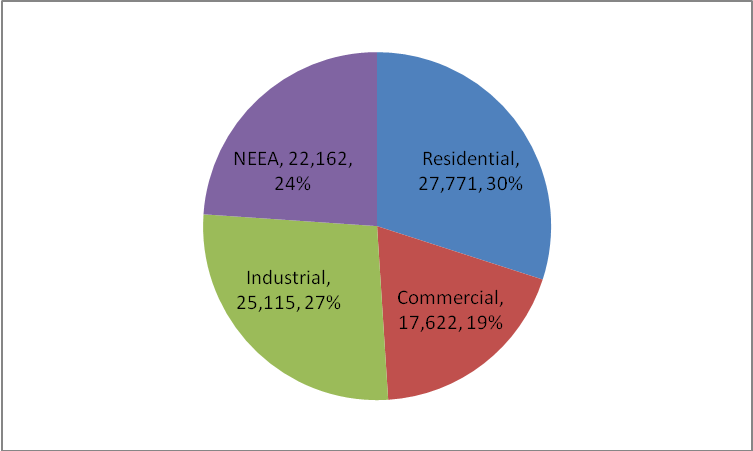 NEEA, 22,162,
24%
Residential,
27,771, 30%
Industrial,
25,115, 27%
Commercial,
17,622, 19%